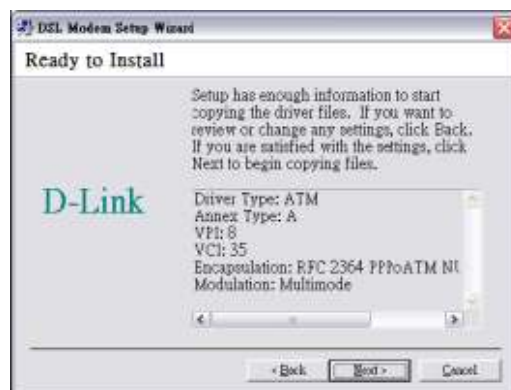 DSL Modem Setup Wizard
Ready to Install
Setup has enough information to start
copying the driver files. If you want to
review or change any settings, click Back.
If you are satisfied with the settings, click
Next to begin copying files.
D-Link
Driver Type: ATM
Annex Type: A
VPI: 8
VCI: 35
Encapsulation: RFC 2364 PPPoATM NU
Modulation: Multimode
< Back
Next >
Cancel